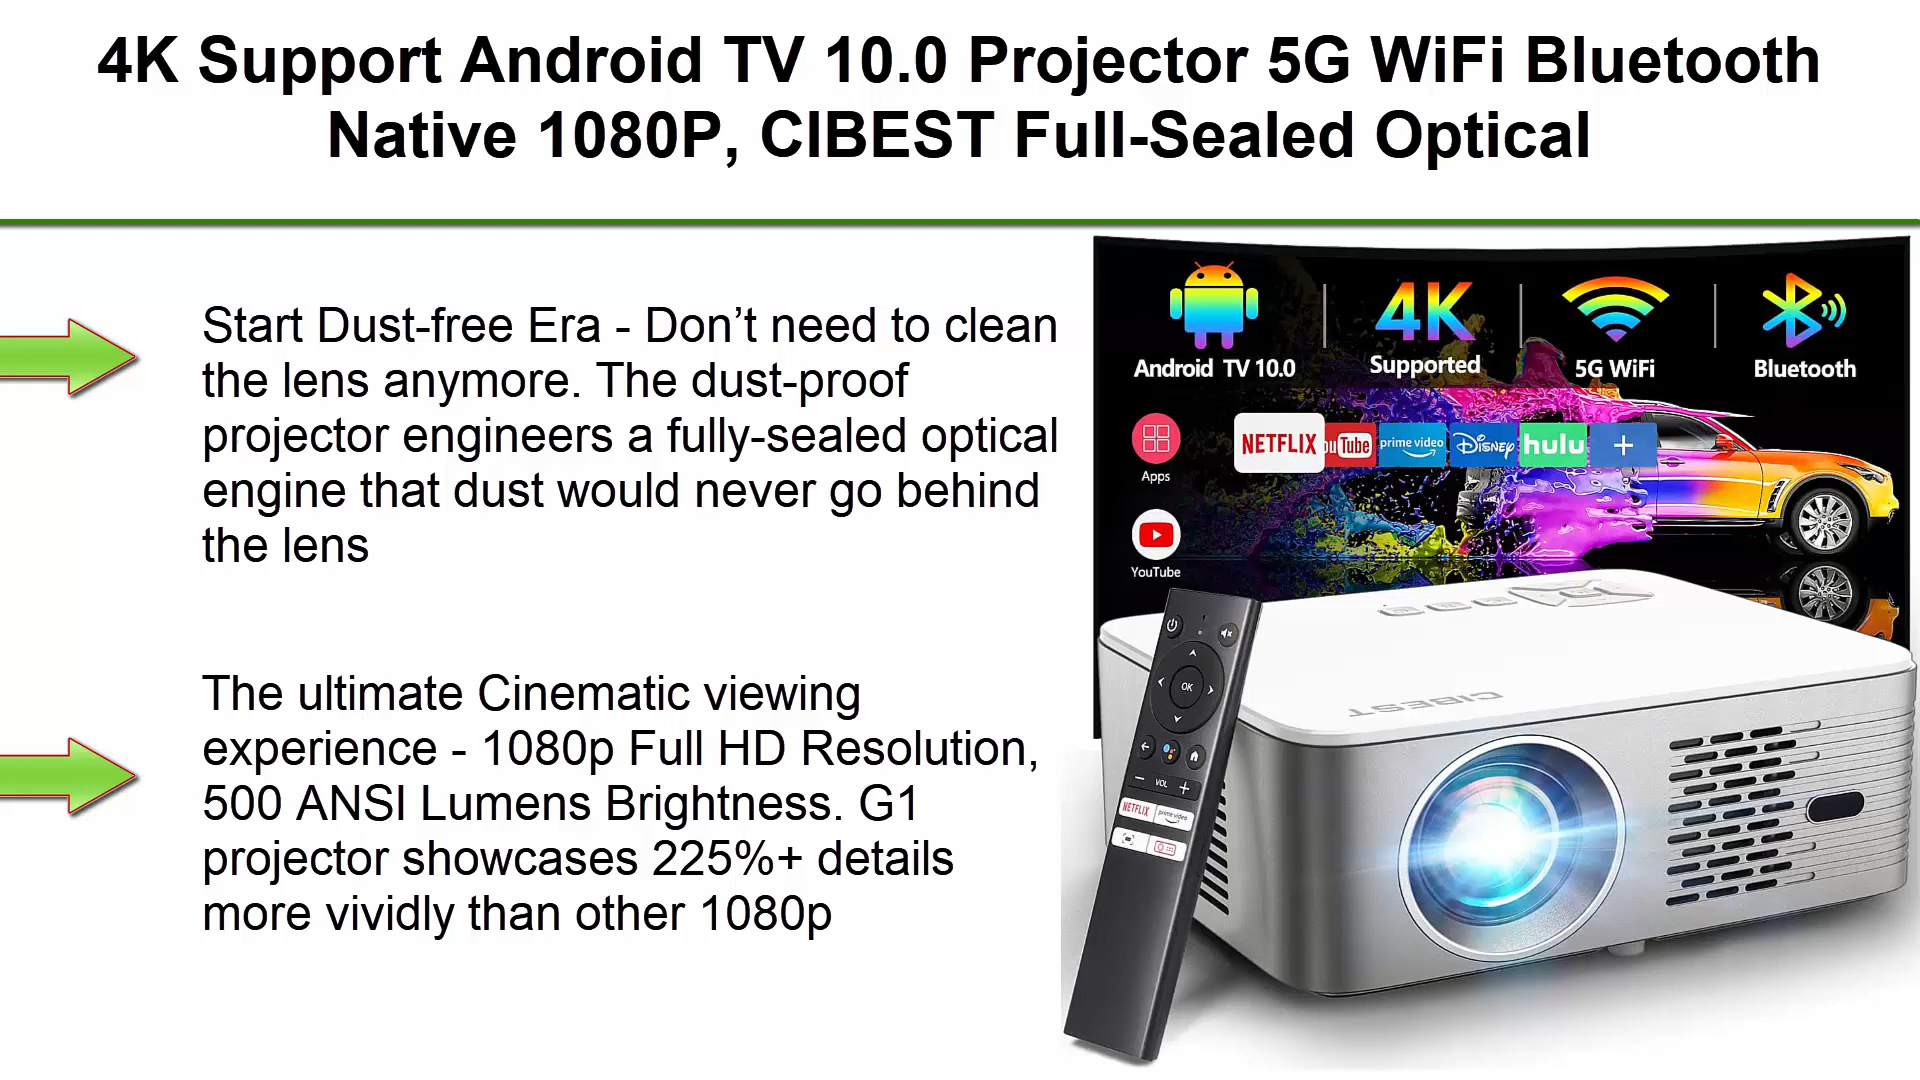 4K Support Android TV 10.0 Projector 5G WiFi Bluetooth
Native 1080P, CIBEST Full-Sealed Optical
Start Dust-free Era - Don’t need to clean
the lens anymore. The dust-proof
projector engineers a fully-sealed optical
engine that dust would never go behind
the lens
The ultimate Cinematic viewing
experience - 1080p Full HD Resolution,
500 ANSI Lumens Brightness. G1
projector showcases 225%+ details
more vividly than other 1080p
4K
Android TV 10.0
Supported
5G WiFi
Bluetooth
NETFLIX
ouTube
prime video
Disney
hulu
+
Apps
YouTube
CIBEST
OK
- VOL +
NETFLIX
prime video